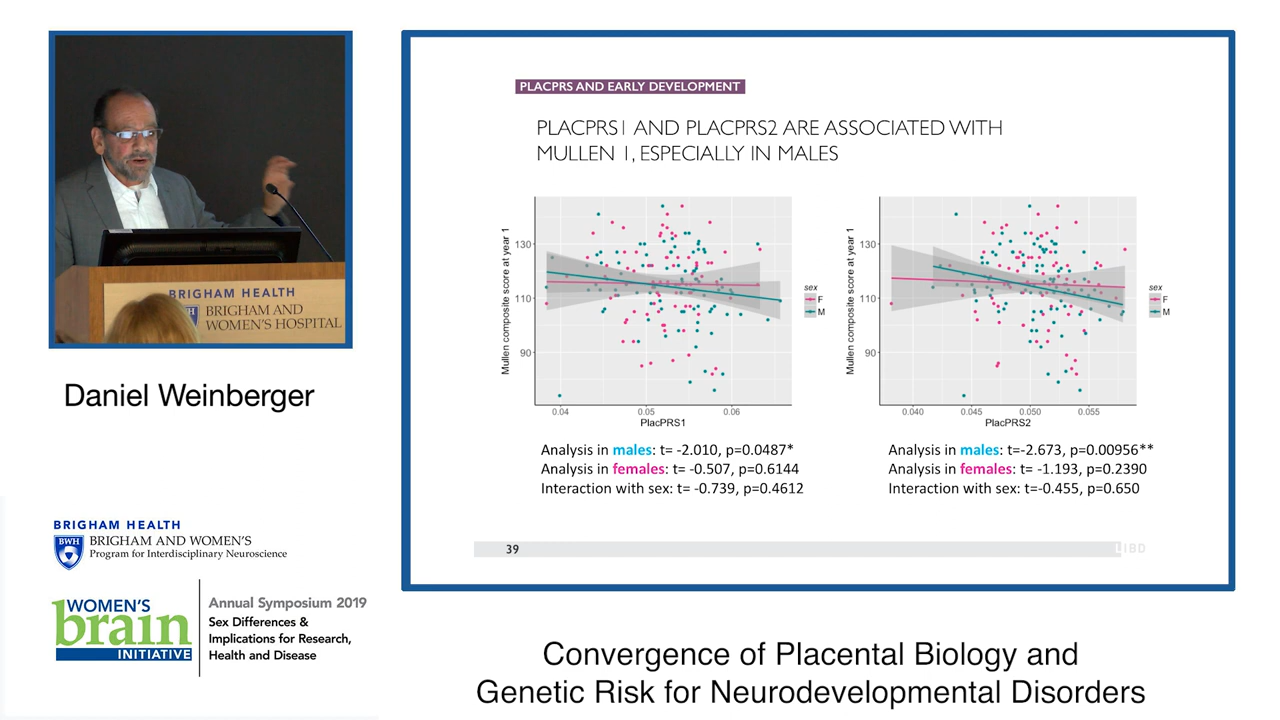 BRIGHAM HEALTH
BRIGHAM AND
WOMEN'S HOSPITAL
Daniel Weinberger
BRIGHAM HEALTH
BWH
BRIGHAM AND WOMEN'S
Program for Interdisciplinary Neuroscience
WOMEN'S
brain
INITIATIVE
Annual Symposium 2019
Sex Differences &
Implications for Research,
Health and Disease
PLACPRS AND EARLY DEVELOPMENT
PLACPRS1 AND PLACPRS2 ARE ASSOCIATED WITH
MULLEN 1, ESPECIALLY IN MALES
Mullen composite score at year 1
130
110
90
0.04 0.05 0.06
PlacPRS1
sex
F
M
Mullen composite score at year 1
130
110
90
0.040 0.045 0.050 0.055
PlacPRS2
sex
F
M
Analysis in males: t= -2.010, p=0.0487*
Analysis in females: t= -0.507, p=0.6144
Interaction with sex: t= -0.739, p=0.4612
Analysis in males: t=-2.673, p=0.00956**
Analysis in females: t= -1.193, p=0.2390
Interaction with sex: t=-0.455, p=0.650
39
LIBD
Convergence of Placental Biology and
Genetic Risk for Neurodevelopmental Disorders